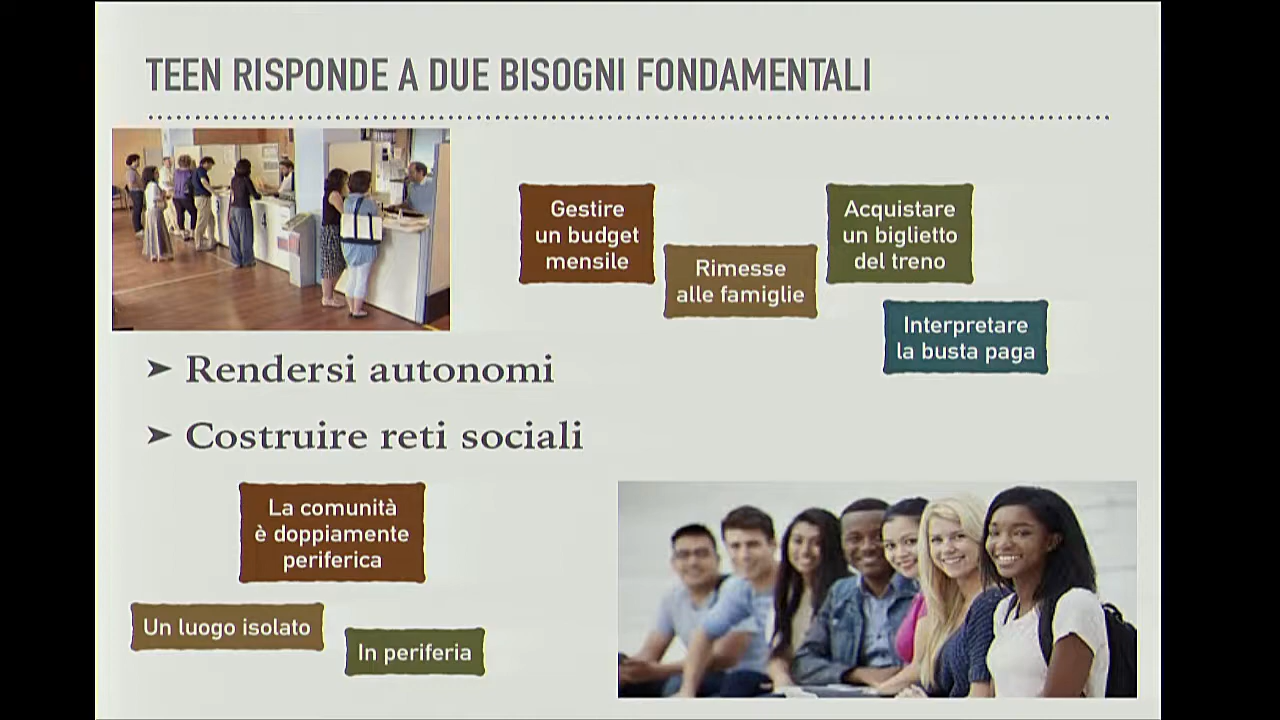 TEEN RISPONDE A DUE BISOGNI FONDAMENTALI
Gestire
un budget
mensile
Rimesse
alle famiglie
Acquistare
un biglietto
del treno
Interpretare
la busta paga
➤ Rendersi autonomi
➤ Costruire reti sociali
La comunità
è doppiamente
periferica
Un luogo isolato
In periferia